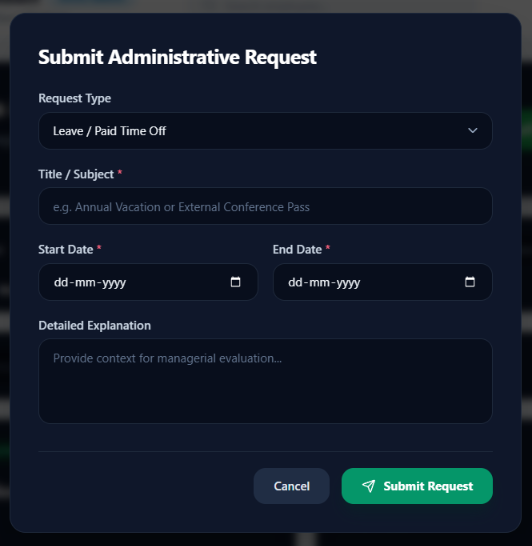 Submit Administrative Request
Request Type
Leave / Paid Time Off
Title / Subject *
e.g. Annual Vacation or External Conference Pass
Start Date * End Date *
dd-mm-yyyy dd-mm-yyyy
Detailed Explanation
Provide context for managerial evaluation...
Cancel Submit Request